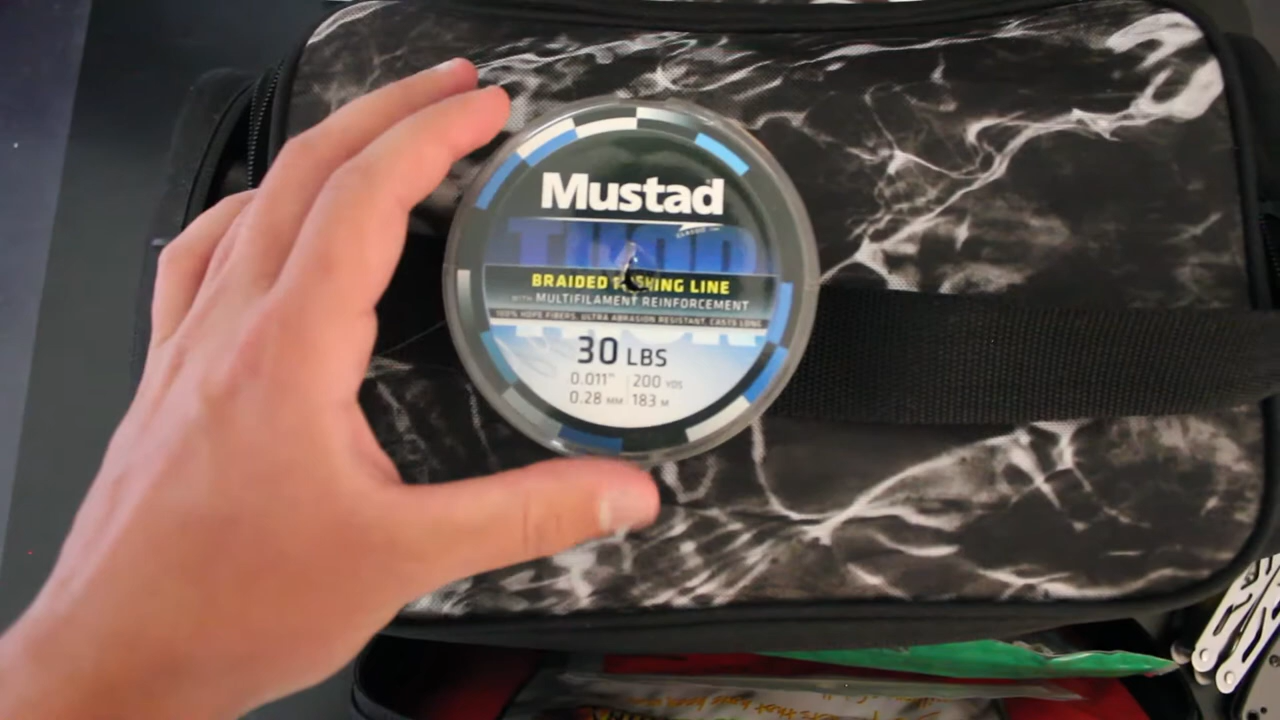 Mustad
THOR
BRAIDED FISHING LINE
WITH MULTIFILAMENT REINFORCEMENT
100% HDPE FIBERS, ULTRA ABRASION RESISTANT, CASTS LONG
30 LBS
0.011" 200 YDS
0.28 MM 183 M